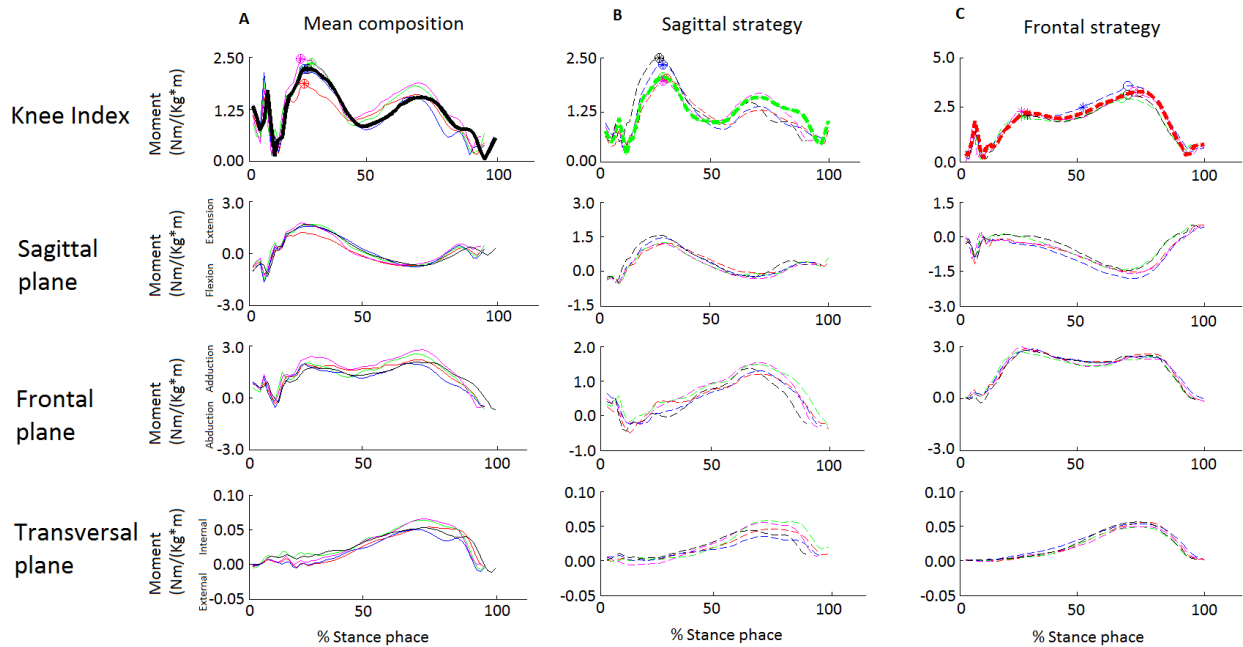 A Mean composition
B Sagittal strategy
C Frontal strategy
Knee Index
Moment
(Nm/(Kg*m)
2.50
1.25
0.00
0 50 100
2.50
1.25
0.00
0 50 100
5.0
2.5
0.0
0 50 100
Sagittal
plane
Moment
(Nm/(Kg*m)
Flexion Extension
3.0
0.0
-3.0
0 50 100
3.0
1.5
0.0
-1.5
0 50 100
1.5
0.0
-1.5
-3.0
0 50 100
Frontal
plane
Moment
(Nm/(Kg*m)
Abduction Adduction
3.0
0.0
-3.0
0 50 100
2.0
1.0
0.0
-1.0
0 50 100
3.0
0.0
-3.0
0 50 100
Transversal
plane
Moment
(Nm/(Kg*m)
External Internal
0.10
0.05
0.00
-0.05
0 50 100
0.10
0.05
0.00
-0.05
0 50 100
0.10
0.05
0.00
-0.05
0 50 100
% Stance phace
% Stance phace
% Stance phace